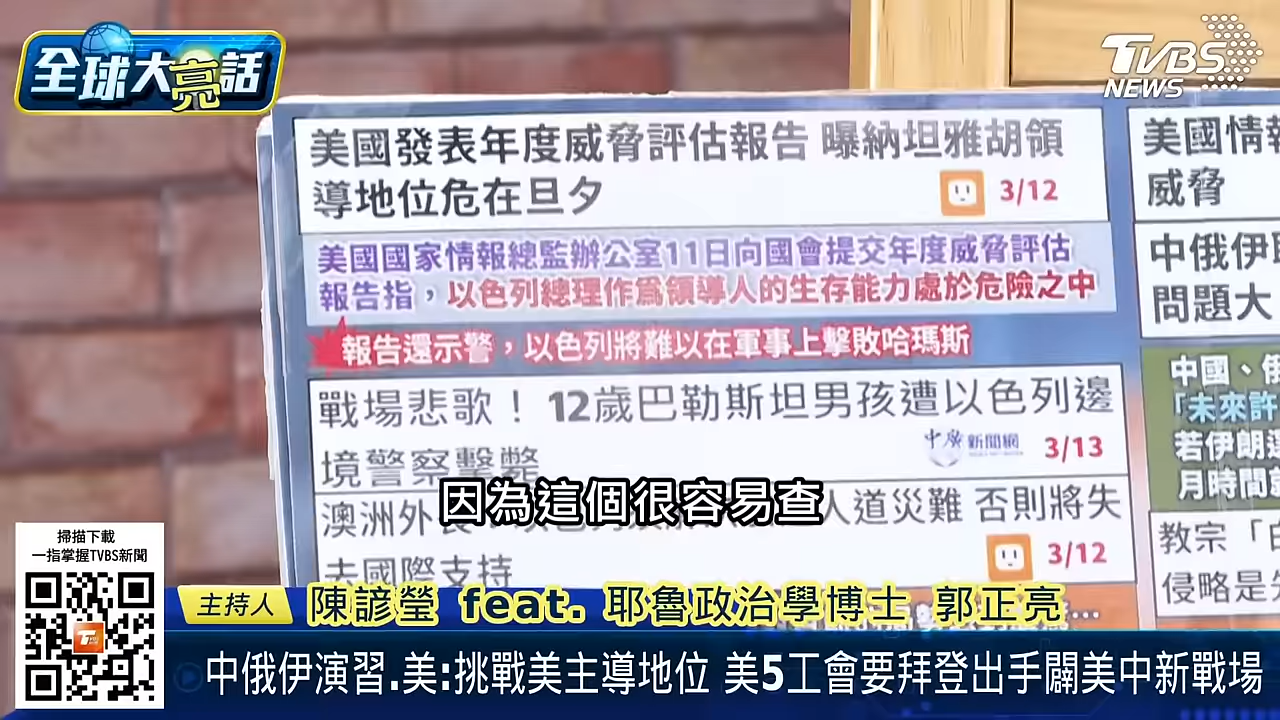 全球大亮話
TVBS
NEWS
美國發表年度威脅評估報告 曝納坦雅胡領
導地位危在旦夕
3/12
美國國家情報總監辦公室11日向國會提交年度威脅評估
報告指，以色列總理作為領導人的生存能力處於危險之中
報告還示警，以色列將難以在軍事上擊敗哈瑪斯
戰場悲歌！ 12歲巴勒斯坦男孩遭以色列邊
境警察擊斃
中廣新聞網
3/13
澳洲外長
人道災難 否則將失
去國際支持
3/12
美國情報
威脅
中俄伊
問題大
中國、俄
「未來許
若伊朗
月時間
教宗「白
侵略是
因為這個很容易查
掃描下載
一指掌握TVBS新聞
主持人
陳諺瑩 feat. 耶魯政治學博士 郭正亮
中俄伊演習.美:挑戰美主導地位 美5工會要拜登出手闢美中新戰場